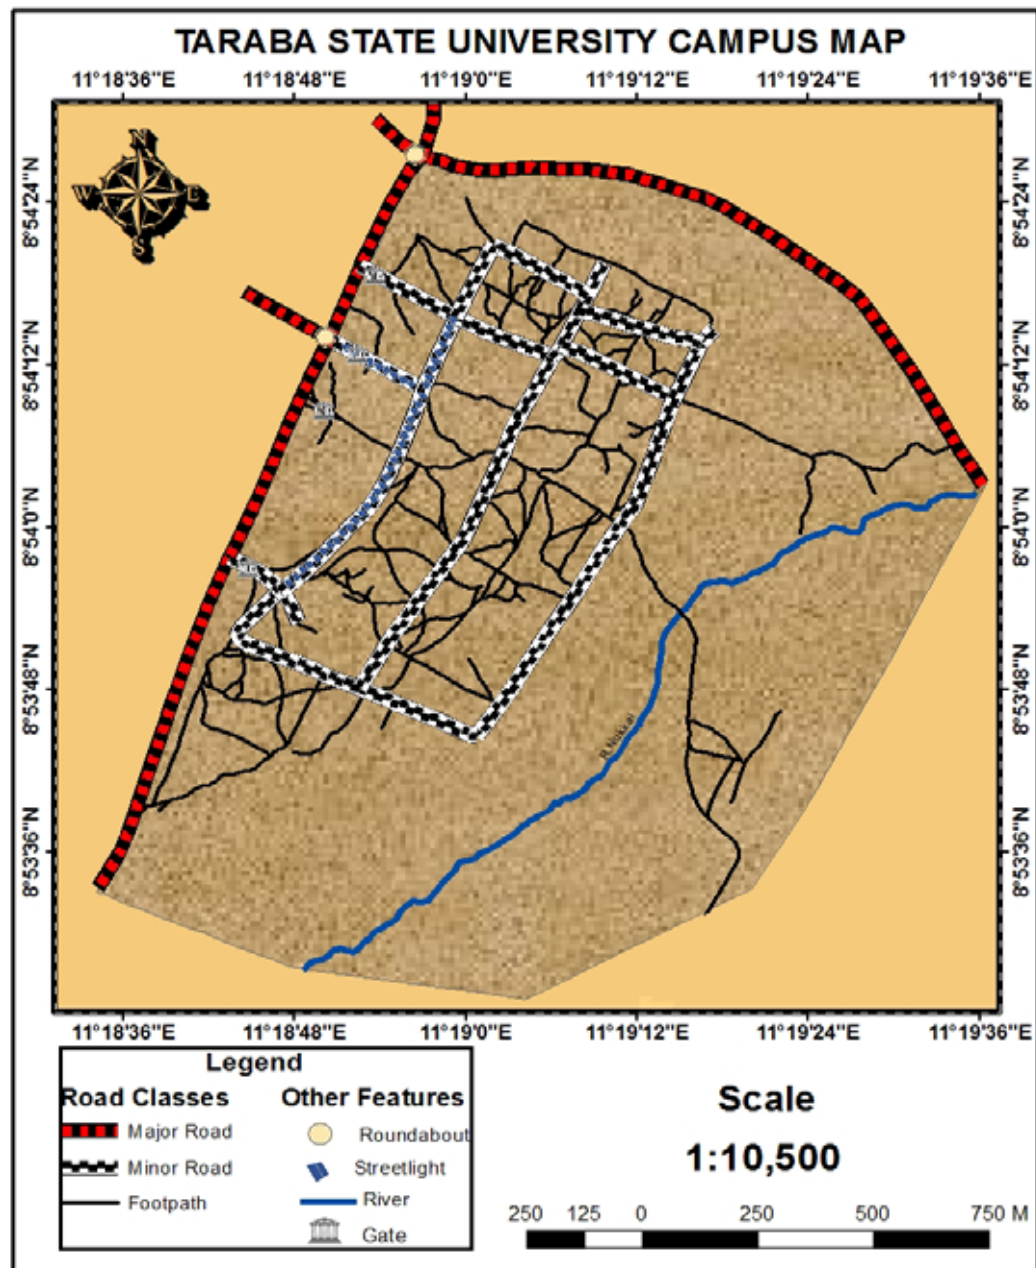 TARABA STATE UNIVERSITY CAMPUS MAP
11°18'36"E 11°18'48"E 11°19'0"E 11°19'12"E 11°19'24"E 11°19'36"E
N
W E
S
8°54'24"N 8°54'24"N
8°54'12"N 8°54'12"N
8°54'0"N 8°54'0"N
8°53'48"N 8°53'48"N
8°53'36"N 8°53'36"N
11°18'36"E 11°18'48"E 11°19'0"E 11°19'12"E 11°19'24"E 11°19'36"E
Legend
Road Classes Other Features
Major Road Roundabout
Minor Road Streetlight
Footpath River
Gate
Scale
1:10,500
250 125 0 250 500 750 M